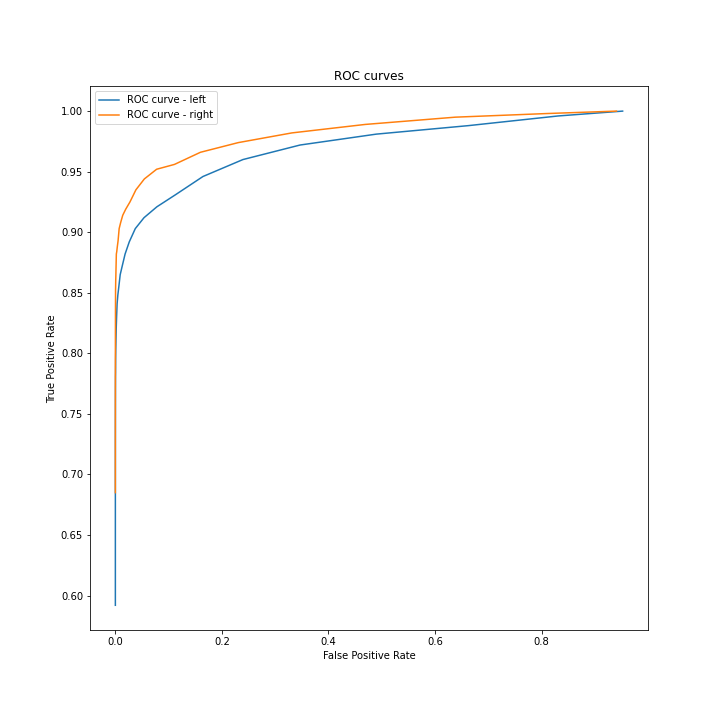 ROC curves
ROC curve - left
ROC curve - right
1.00
0.95
0.90
0.85
0.80
0.75
0.70
0.65
0.60
True Positive Rate
0.0 0.2 0.4 0.6 0.8
False Positive Rate